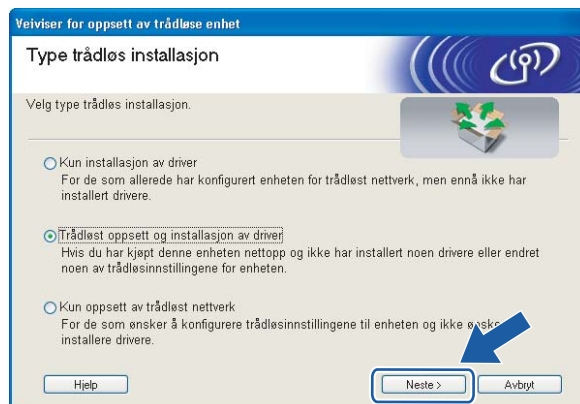 Veiviser for oppsett av trådløse enhet
Type trådløs installasjon
Velg type trådløs installasjon.
Kun installasjon av driver
For de som allerede har konfigurert enheten for trådløst nettverk, men ennå ikke har
installert drivere.
Trådløst oppsett og installasjon av driver
Hvis du har kjøpt denne enheten nettopp og ikke har installert noen drivere eller endret
noen av trådløsinnstillingene for enheten.
Kun oppsett av trådløst nettverk
For de som ønsker å konfigurere trådløsinnstillingene til enheten og ikke
installere drivere.
Hjelp
Neste >
Avbryt